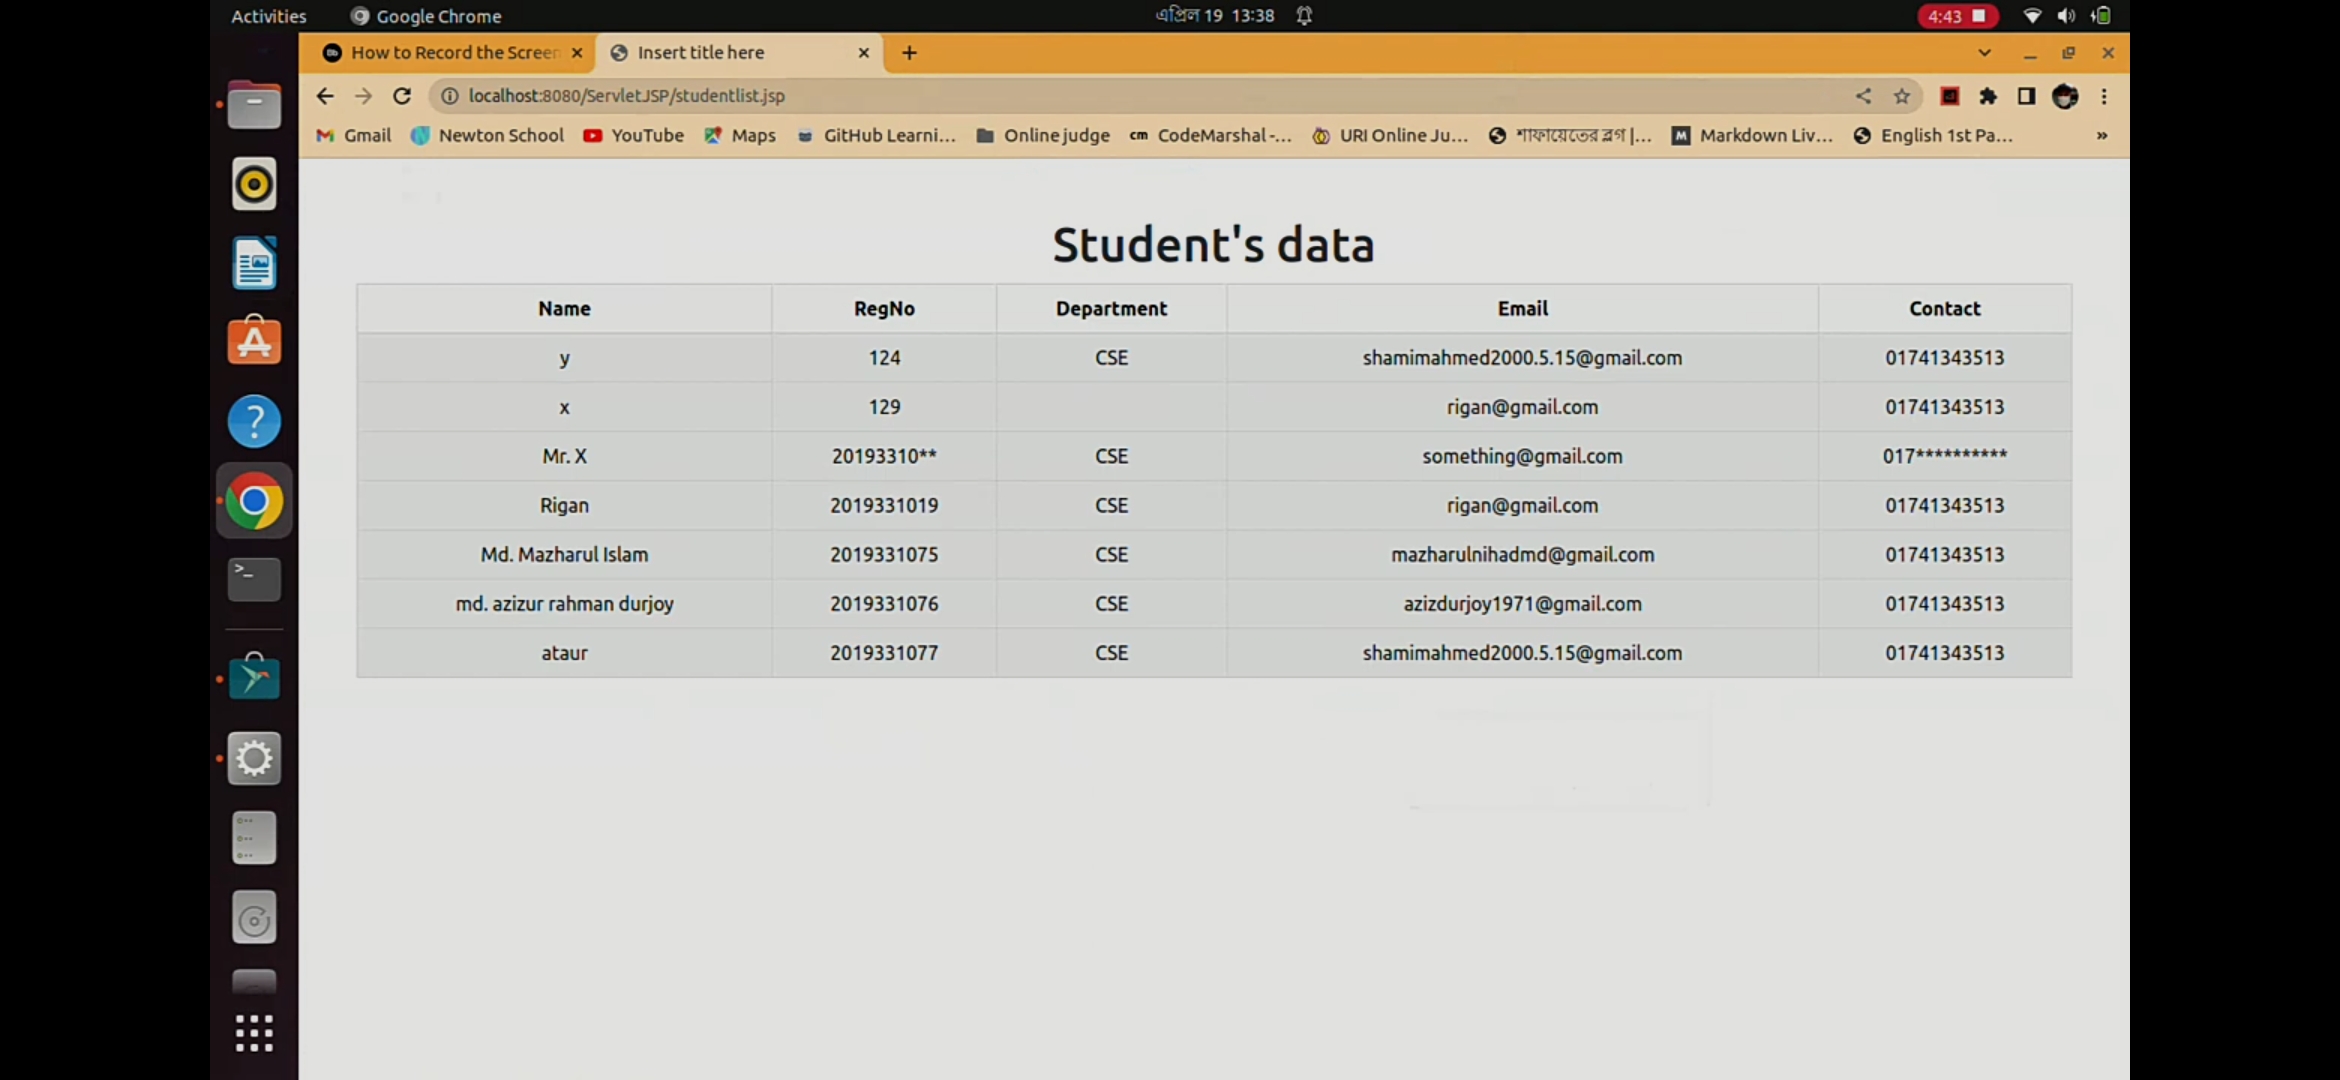 Activities Google Chrome এপ্রিল 19 13:38 4:43
How to Record the Screen Insert title here
localhost:8080/ServletJSP/studentlist.jsp
Gmail Newton School YouTube Maps GitHub Learni... Online judge cm CodeMarshal -... URI Online Ju... শাফায়েতের ব্লগ |... M Markdown Liv... English 1st Pa... »
Student's data
Name RegNo Department Email Contact
y 124 CSE shamimahmed2000.5.15@gmail.com 01741343513
x 129 rigan@gmail.com 01741343513
Mr. X 20193310** CSE something@gmail.com 017**********
Rigan 2019331019 CSE rigan@gmail.com 01741343513
Md. Mazharul Islam 2019331075 CSE mazharulnihadmd@gmail.com 01741343513
md. azizur rahman durjoy 2019331076 CSE azizdurjoy1971@gmail.com 01741343513
ataur 2019331077 CSE shamimahmed2000.5.15@gmail.com 01741343513